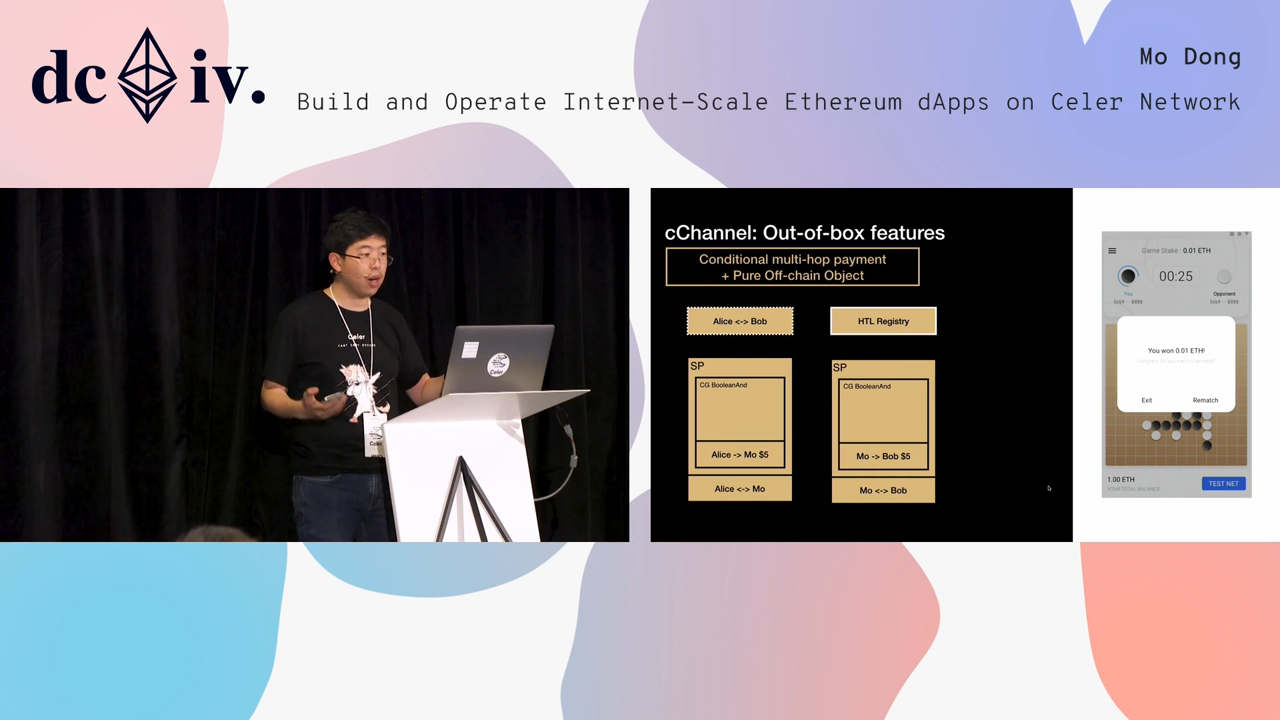 dc iv.
Mo Dong
Build and Operate Internet-Scale Ethereum dApps on Celer Network
Celer
Celer
Celer
cChannel: Out-of-box features
Conditional multi-hop payment
+ Pure Off-chain Object
Alice <-> Bob
HTL Registry
SP
CG BooleanAnd
Alice -> Mo $5
Alice <-> Mo
SP
CG BooleanAnd
Mo -> Bob $5
Mo <-> Bob
Game Stake : 0.01 ETH
00:25
You
Opponent
You won 0.01 ETH!
Exit
Rematch
1.00 ETH
YOUR TOTAL BALANCE
TEST NET